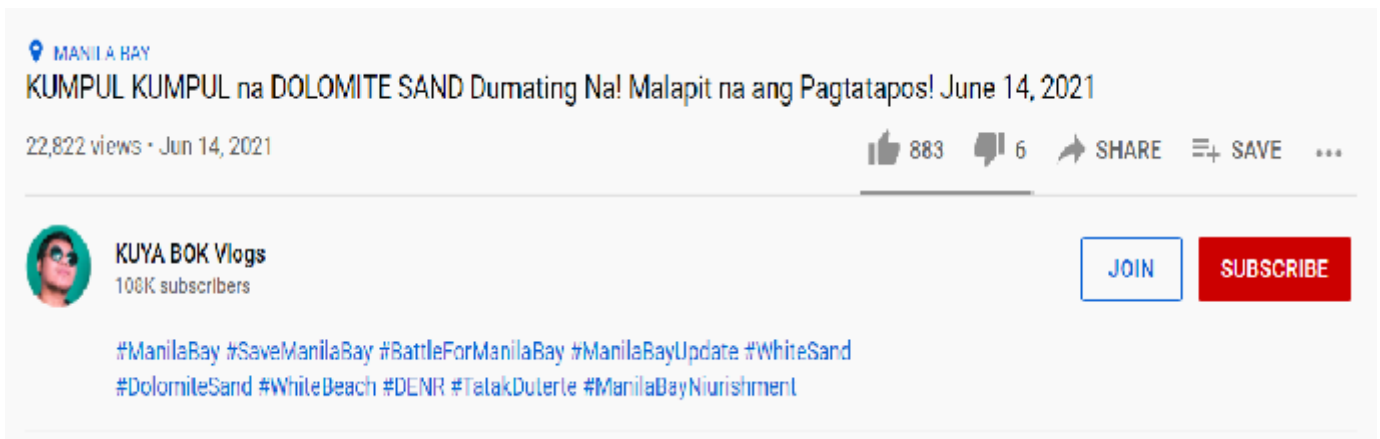 MANILA BAY
KUMPUL KUMPUL na DOLOMITE SAND Dumating Na! Malapit na ang Pagtatapos! June 14, 2021
22,822 views • Jun 14, 2021 883 6 SHARE SAVE
KUYA BOK Vlogs
108K subscribers
JOIN SUBSCRIBE
#ManilaBay #SaveManilaBay #BattleForManilaBay #ManilaBayUpdate #WhiteSand
#DolomiteSand #WhiteBeach #DENR #TatakDuterte #ManilaBayNiurishment